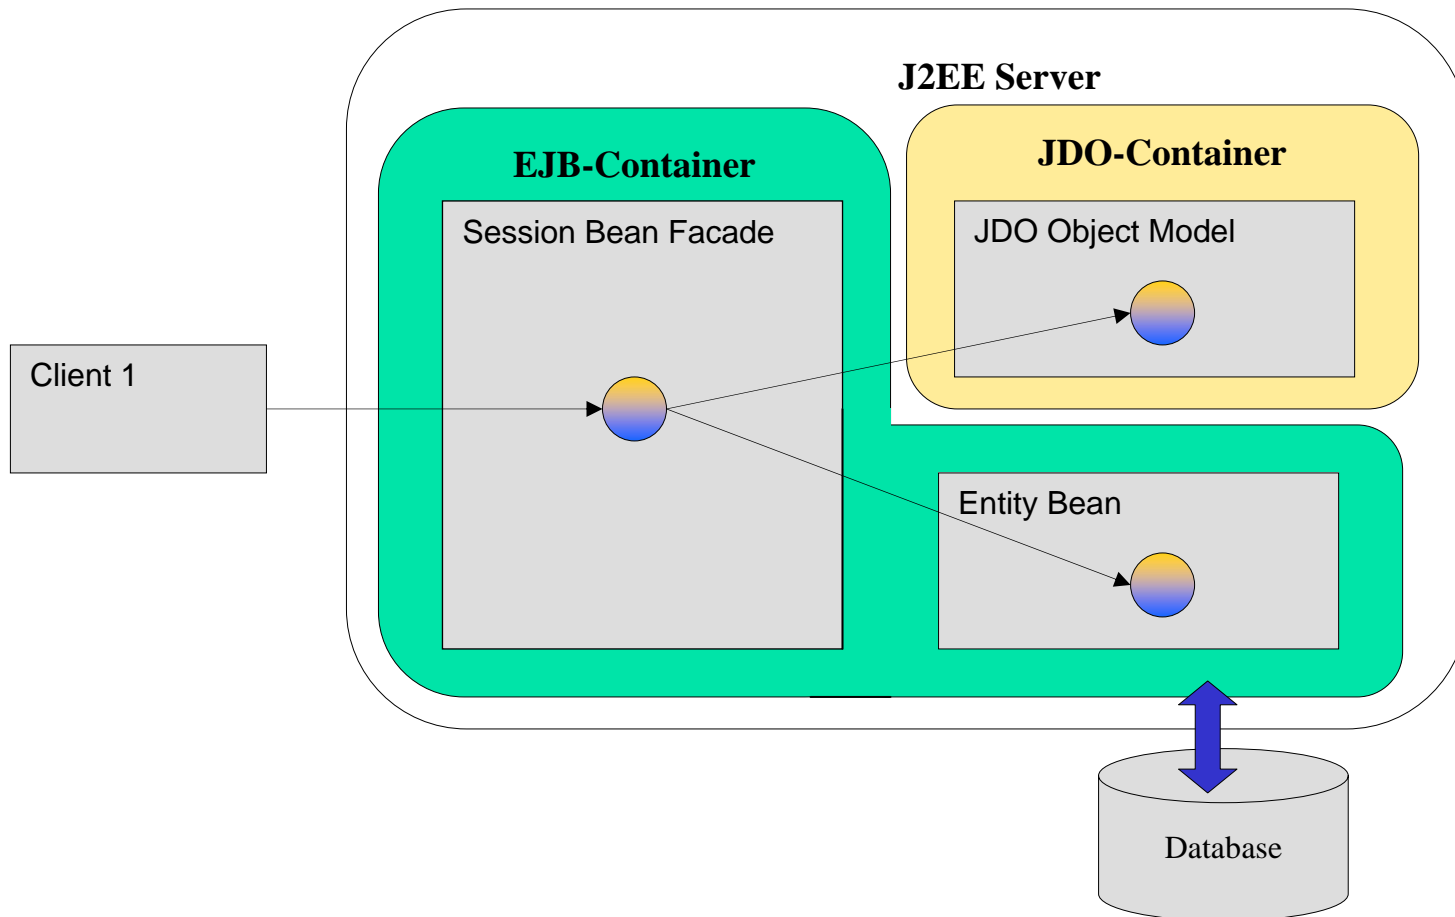 J2EE Server
EJB-Container
JDO-Container
Session Bean Facade
JDO Object Model
Client 1
Entity Bean
Database